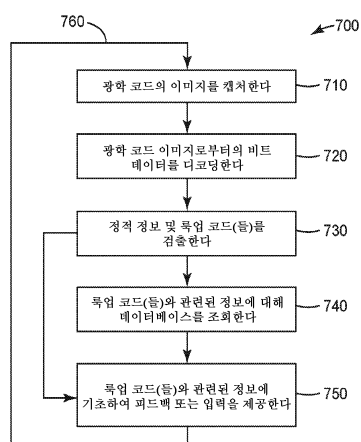 760
700
광학 코드의 이미지를 캡처한다
710
광학 코드 이미지로부터의 비트
데이터를 디코딩한다
720
정적 정보 및 룩업 코드(들)를
검출한다
730
룩업 코드(들)와 관련된 정보에 대해
데이터베이스를 조회한다
740
룩업 코드(들)와 관련된 정보에
기초하여 피드백 또는 입력을 제공한다
750